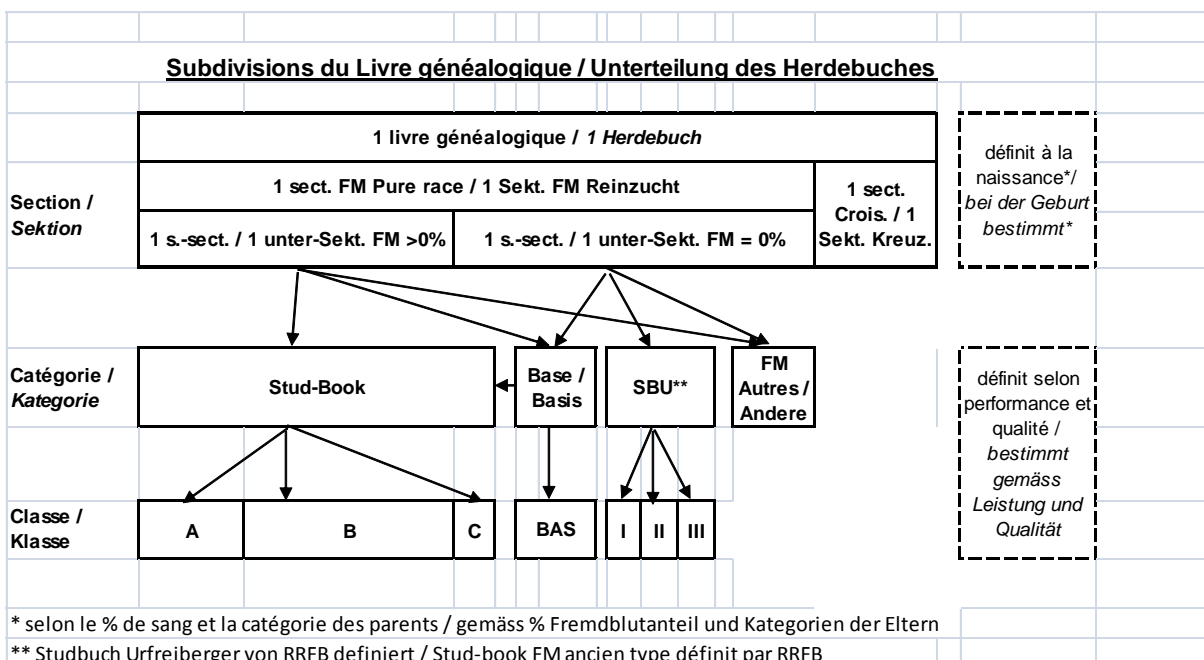 Subdivisions du Livre généalogique / Unterteilung des Herdebuches
1 livre généalogique / 1 Herdebuch
Section /
Sektion
1 sect. FM Pure race / 1 Sekt. FM Reinzucht
1 sect.
Crois. / 1
Sekt. Kreuz.
1 s.-sect. / 1 unter-Sekt. FM >0%
1 s.-sect. / 1 unter-Sekt. FM = 0%
définit à la
naissance*/
bei der Geburt
bestimmt*
Catégorie /
Kategorie
Stud-Book
Base /
Basis
SBU**
FM
Autres /
Andere
définit selon
performance et
qualité /
bestimmt
gemäss
Leistung und
Qualität
Classe /
Klasse
A
B
C
BAS
I
II
III
* selon le % de sang et la catégorie des parents / gemäss % Fremdblutanteil und Kategorien der Eltern
** Studbuch Urfreiberger von RRFB definiert / Stud-book FM ancien type définit par RRFB